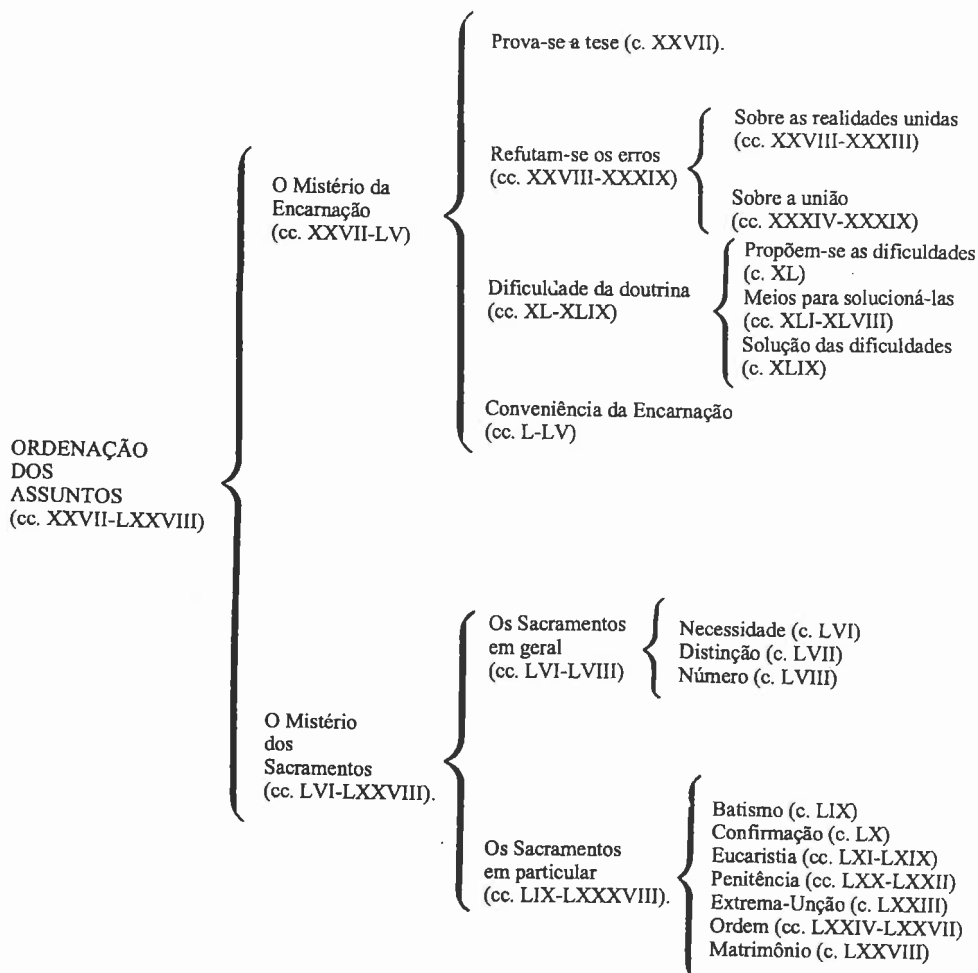 ORDENAÇÃO
DOS
ASSUNTOS
(cc. XXVII-LXXVIII)
O Mistério da
Encarnação
(cc. XXVII-LV)
Prova-se a tese (c. XXVII).
Refutam-se os erros
(cc. XXVIII-XXXIX)
Sobre as realidades unidas
(cc. XXVIII-XXXIII)
Sobre a união
(cc. XXXIV-XXXIX)
Dificuldade da doutrina
(cc. XL-XLIX)
Propõem-se as dificuldades
(c. XL)
Meios para solucioná-las
(cc. XLI-XLVIII)
Solução das dificuldades
(c. XLIX)
Conveniência da Encarnação
(cc. L-LV)
O Mistério
dos
Sacramentos
(cc. LVI-LXXVIII).
Os Sacramentos
em geral
(cc. LVI-LVIII)
Necessidade (c. LVI)
Distinção (c. LVII)
Número (c. LVIII)
Os Sacramentos
em particular
(cc. LIX-LXXXVIII).
Batismo (c. LIX)
Confirmação (c. LX)
Eucaristia (cc. LXI-LXIX)
Penitência (cc. LXX-LXXII)
Extrema-Unção (c. LXXIII)
Ordem (cc. LXXIV-LXXVII)
Matrimônio (c. LXXVIII)